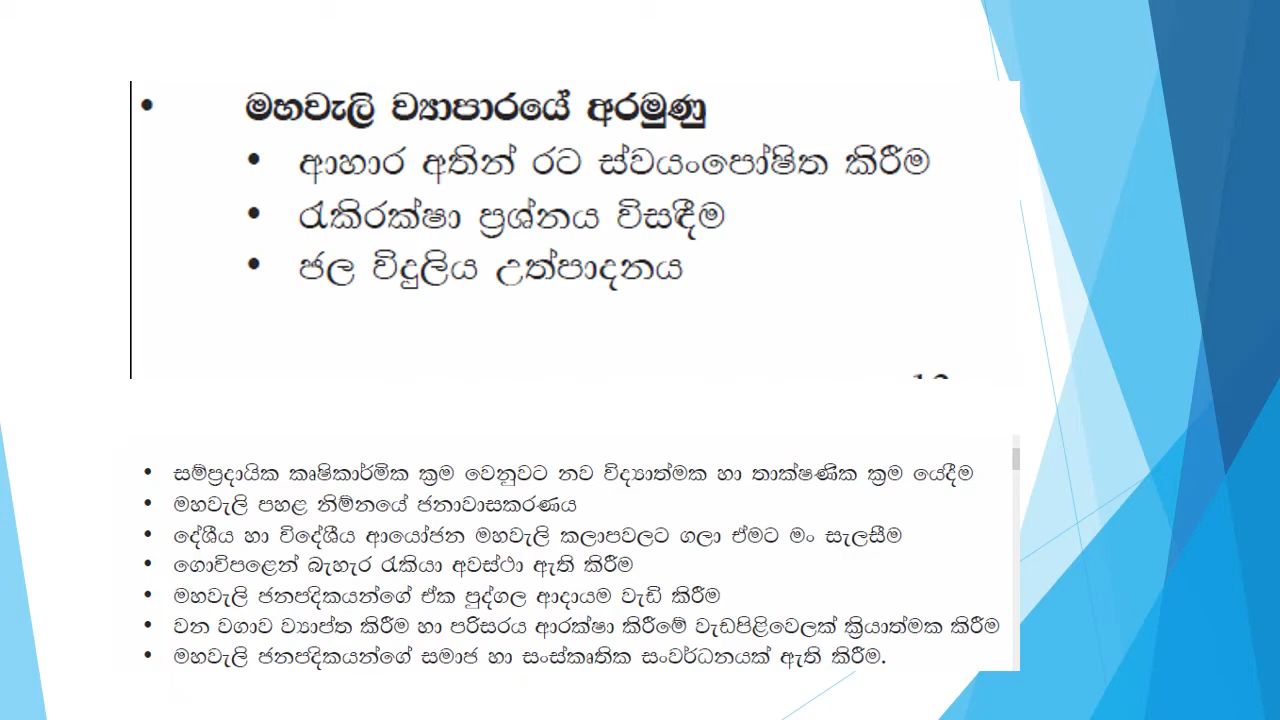 • මහවැලි ව්‍යාපාරයේ අරමුණු
• ආහාර අතින් රට ස්වයංපෝෂිත කිරීම
• රැකිරක්ෂා ප්‍රශ්නය විසඳීම
• ජල විදුලිය උත්පාදනය
• සම්ප්‍රදායික කෘෂිකාර්මික ක්‍රම වෙනුවට නව විද්‍යාත්මක හා තාක්ෂණික ක්‍රම යෙදීම
• මහවැලි පහළ නිම්නයේ ජනාවාසකරණය
• දේශීය හා විදේශීය ආයෝජන මහවැලි කලාපවලට ගලා ඒමට මං සැලසීම
• ගොවිපළෙන් බැහැර රැකියා අවස්ථා ඇති කිරීම
• මහවැලි ජනපදිකයන්ගේ ඒක පුද්ගල ආදායම වැඩි කිරීම
• වන වගාව ව්‍යාප්ත කිරීම හා පරිසරය ආරක්ෂා කිරීමේ වැඩපිළිවෙලක් ක්‍රියාත්මක කිරීම
• මහවැලි ජනපදිකයන්ගේ සමාජ හා සංස්කෘතික සංවර්ධනයක් ඇති කිරීම.